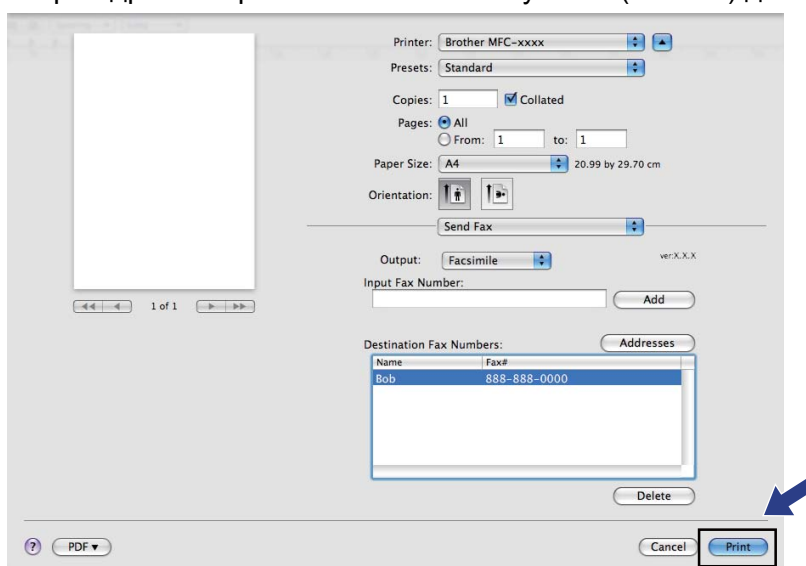 Printer: Brother MFC-xxxx
Presets: Standard
Copies: 1 Collated
Pages: All
From: 1 to: 1
Paper Size: A4 20.99 by 29.70 cm
Orientation:
Send Fax
Output: Facsimile ver:X.X.X
Input Fax Number:
Add
1 of 1
Destination Fax Numbers: Addresses
Name Fax#
Bob 888-888-0000
Delete
? PDF Cancel Print